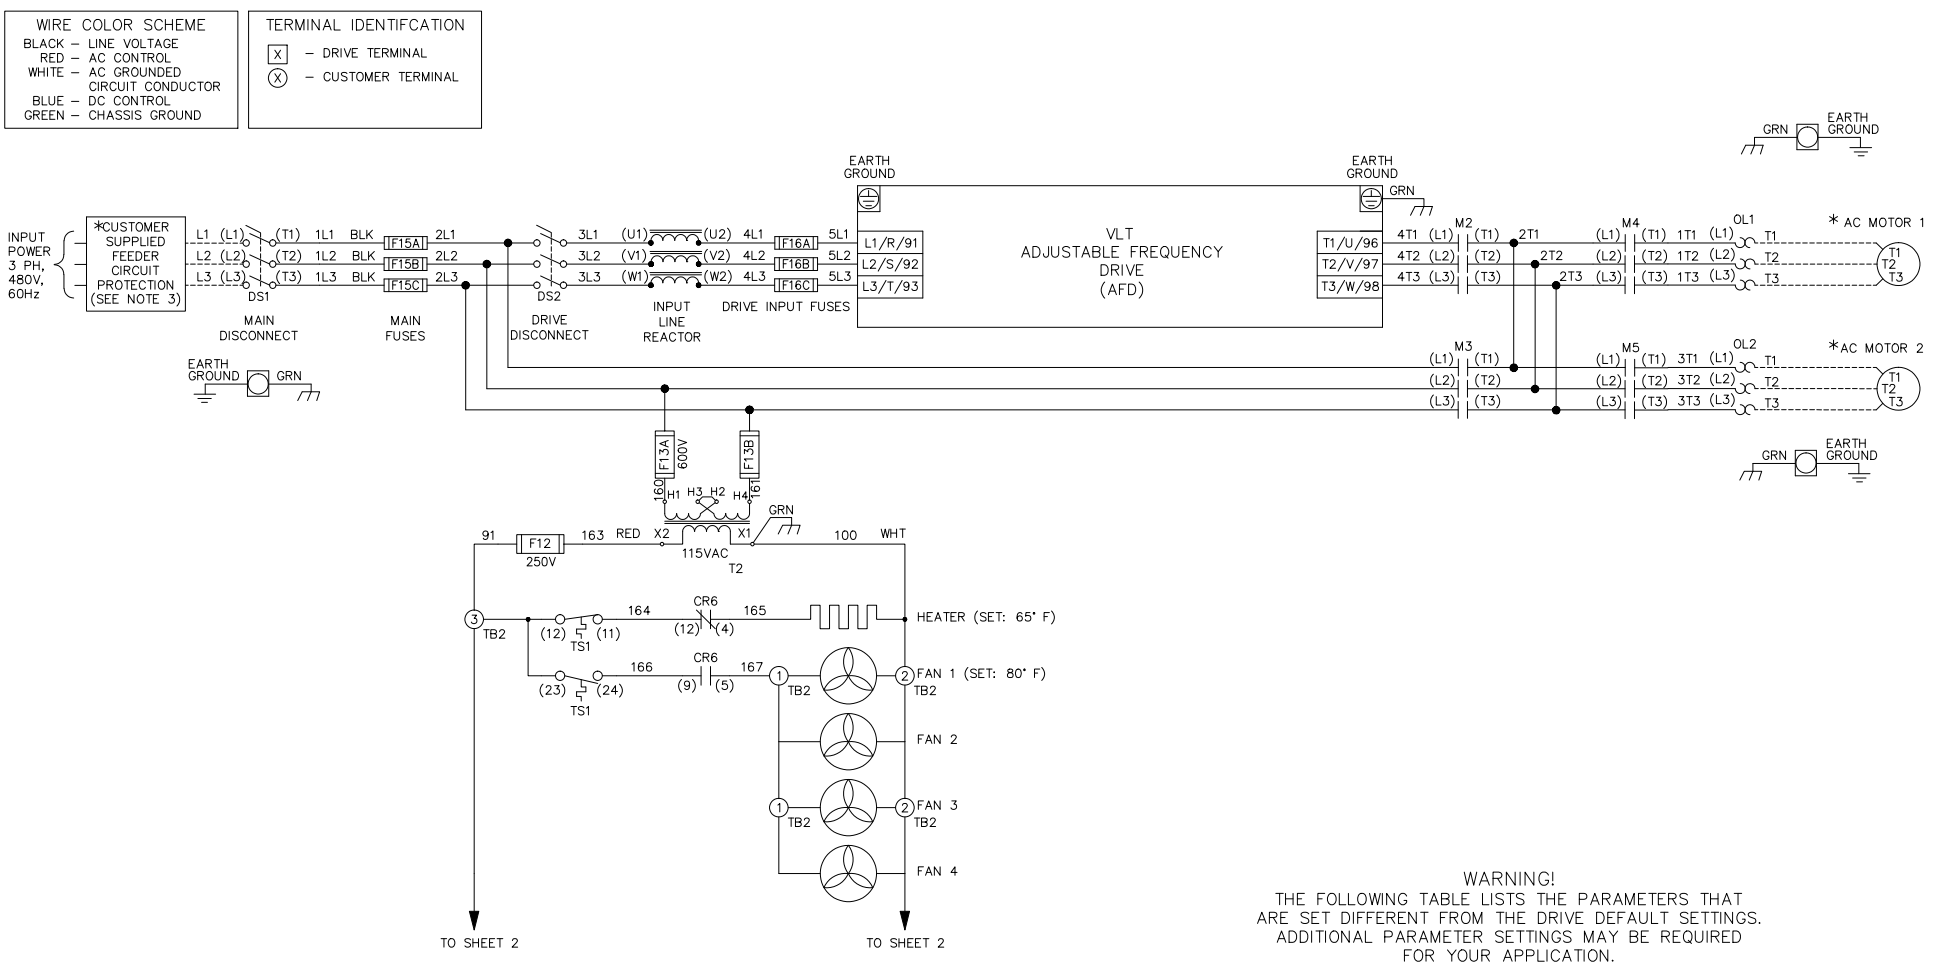 WIRE COLOR SCHEME
BLACK – LINE VOLTAGE
RED – AC CONTROL
WHITE – AC GROUNDED
CIRCUIT CONDUCTOR
BLUE – DC CONTROL
GREEN – CHASSIS GROUND
TERMINAL IDENTIFCATION
X – DRIVE TERMINAL
X – CUSTOMER TERMINAL
GRN
EARTH
GROUND
INPUT
POWER
3 PH,
480V,
60Hz
*CUSTOMER
SUPPLIED
FEEDER
CIRCUIT
PROTECTION
(SEE NOTE 3)
L1 (L1) (T1) 1L1 BLK F15A 2L1
L2 (L2) (T2) 1L2 BLK F15B 2L2
L3 (L3) (T3) 1L3 BLK F15C 2L3
DS1
MAIN
DISCONNECT
MAIN
FUSES
3L1 (U1) (U2) 4L1 F16A 5L1
3L2 (V1) (V2) 4L2 F16B 5L2
3L3 (W1) (W2) 4L3 F16C 5L3
DS2
DRIVE
DISCONNECT
INPUT
LINE
REACTOR
DRIVE INPUT FUSES
EARTH
GROUND
L1/R/91
L2/S/92
L3/T/93
VLT
ADJUSTABLE FREQUENCY
DRIVE
(AFD)
EARTH
GROUND
GRN
T1/U/96
T2/V/97
T3/W/98
M2
M4
OL1
* AC MOTOR 1
4T1 (L1) (T1) 2T1 (L1) (T1) 1T1 (L1) T1
4T2 (L2) (T2) 2T2 (L2) (T2) 1T2 (L2) T2
4T3 (L3) (T3) 2T3 (L3) (T3) 1T3 (L3) T3
T1
T2
T3
M3
M5
OL2
*AC MOTOR 2
(L1) (T1) (L1) (T1) 3T1 (L1) T1
(L2) (T2) (L2) (T2) 3T2 (L2) T2
(L3) (T3) (L3) (T3) 3T3 (L3) T3
T1
T2
T3
EARTH
GROUND
GRN
GRN
EARTH
GROUND
F13A
600V
F13B
160
161
H1 H3 H2 H4
GRN
91 F12 163 RED X2 X1 100 WHT
250V
115VAC
T2
3
TB2
(12) (11) 164 CR6 165
TS1
(12) (4)
HEATER (SET: 65° F)
(23) (24) 166 CR6 167
TS1
(9) (5)
1
TB2
2
TB2
FAN 1 (SET: 80° F)
FAN 2
1
TB2
2
TB2
FAN 3
FAN 4
TO SHEET 2
TO SHEET 2
WARNING!
THE FOLLOWING TABLE LISTS THE PARAMETERS THAT
ARE SET DIFFERENT FROM THE DRIVE DEFAULT SETTINGS.
ADDITIONAL PARAMETER SETTINGS MAY BE REQUIRED
FOR YOUR APPLICATION.